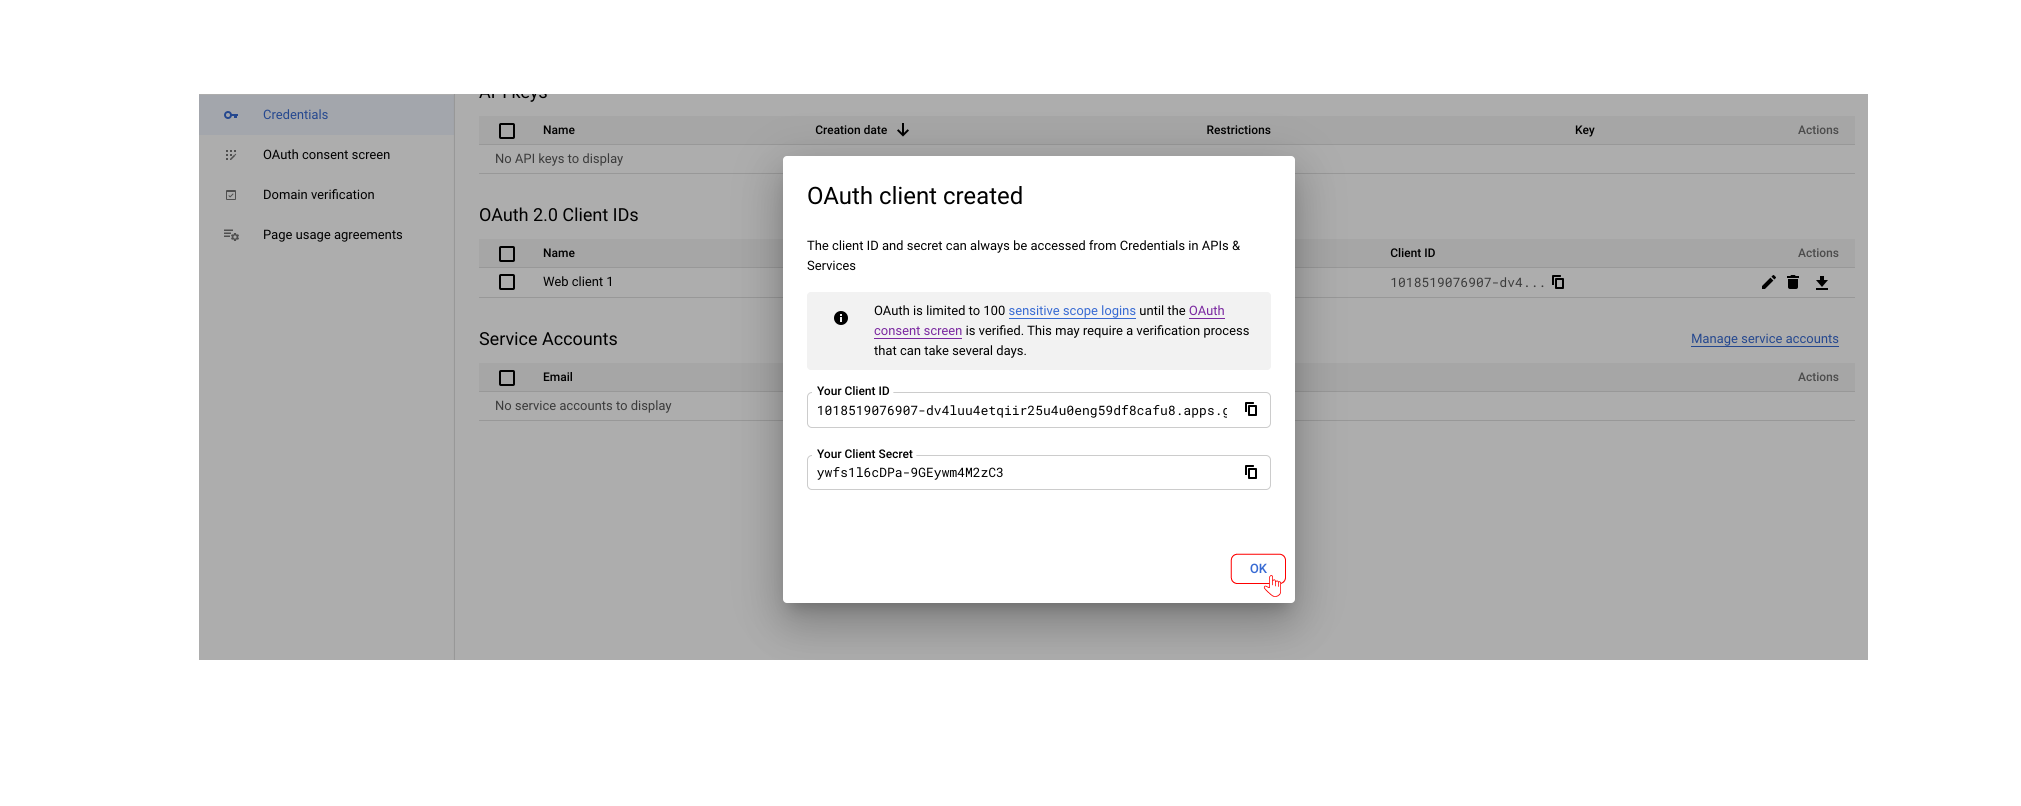 API keys
Credentials
OAuth consent screen
Domain verification
Page usage agreements
Name Creation date Restrictions Key Actions
No API keys to display
OAuth 2.0 Client IDs
Name Client ID Actions
Web client 1 1018519076907-dv4...
Service Accounts Manage service accounts
Email Actions
No service accounts to display
OAuth client created
The client ID and secret can always be accessed from Credentials in APIs &
Services
OAuth is limited to 100 sensitive scope logins until the OAuth
consent screen is verified. This may require a verification process
that can take several days.
Your Client ID
1018519076907-dv4luu4etqiir25u4u0eng59df8cafu8.apps.g
Your Client Secret
ywfs1l6cDPa-9GEywm4M2zC3
OK